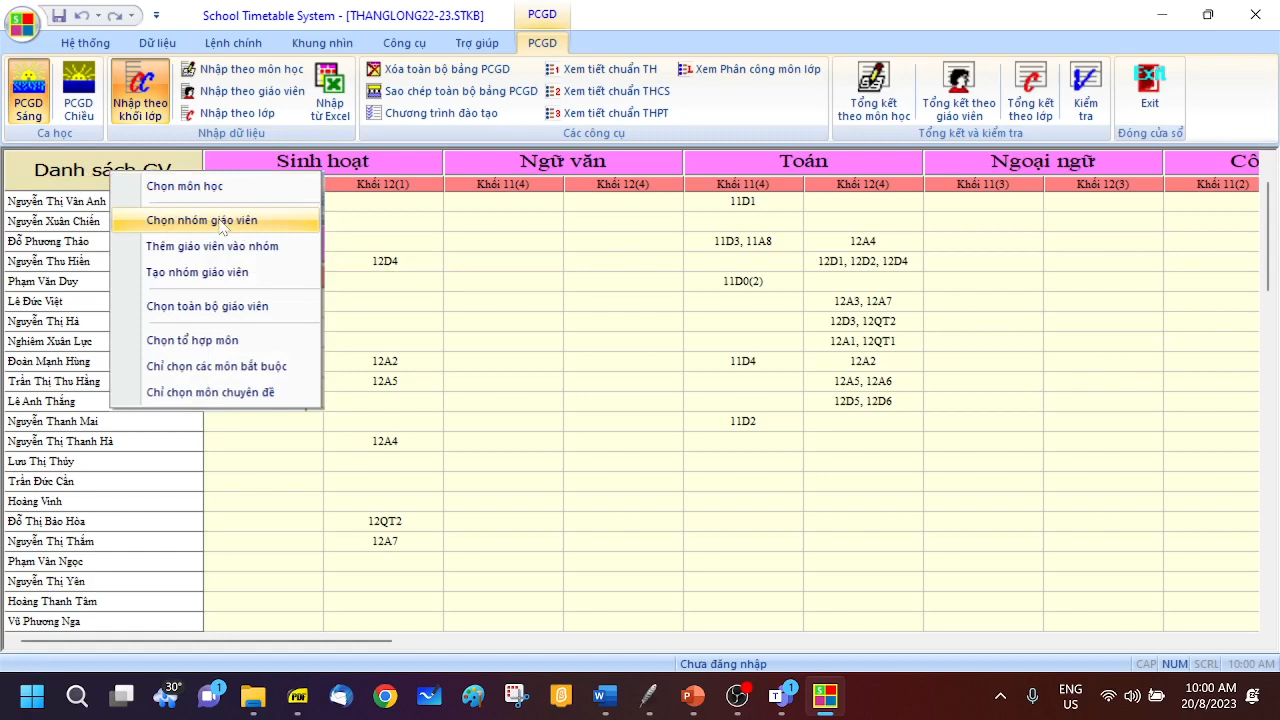 School Timetable System - [THANGLONG22-23.STKB]
PCGD
Hệ thống
Dữ liệu
Lệnh chính
Khung nhìn
Công cụ
Trợ giúp
PCGD
PCGD Sáng
PCGD Chiều
Ca học
Nhập theo khối lớp
Nhập theo môn học
Nhập theo giáo viên
Nhập theo lớp
Nhập từ Excel
Nhập dữ liệu
Xóa toàn bộ bảng PCGD
Sao chép toàn bộ bảng PCGD
Chương trình đào tạo
Xem tiết chuẩn TH
Xem tiết chuẩn THCS
Xem tiết chuẩn THPT
Xem Phân công môn lớp
Các công cụ
Tổng kết theo môn học
Tổng kết theo giáo viên
Tổng kết theo lớp
Kiểm tra
Tổng kết và kiểm tra
Exit
Đóng cửa sổ
Danh sách GV
Sinh hoạt
Ngữ văn
Toán
Ngoại ngữ
Khối 12(1) Khối 11(4) Khối 12(4) Khối 11(4) Khối 12(4) Khối 11(3) Khối 12(3) Khối 11(2)
Chọn môn học
Chọn nhóm giáo viên
Thêm giáo viên vào nhóm
Tạo nhóm giáo viên
Chọn toàn bộ giáo viên
Chọn tổ hợp môn
Chỉ chọn các môn bắt buộc
Chỉ chọn môn chuyên đề
Nguyễn Thị Vân Anh 11D1
Nguyễn Xuân Chiến
Đỗ Phương Thảo 11D3, 11A8 12A4
Nguyễn Thu Hiền 12D4 12D1, 12D2, 12D4
Phạm Văn Duy 11D0(2)
Lê Đức Việt 12A3, 12A7
Nguyễn Thị Hà 12D3, 12QT2
Nghiêm Xuân Lực 12A1, 12QT1
Đoàn Mạnh Hùng 12A2 11D4 12A2
Trần Thị Thu Hằng 12A5 12A5, 12A6
Lê Anh Thắng 12D5, 12D6
Nguyễn Thanh Mai 11D2
Nguyễn Thị Thanh Hà 12A4
Lưu Thị Thủy
Trần Đức Cần
Hoàng Vinh
Đỗ Thị Bảo Hòa 12QT2
Nguyễn Thị Thắm 12A7
Phạm Văn Ngọc
Nguyễn Thị Yên
Hoàng Thanh Tâm
Vũ Phương Nga
Chưa đăng nhập
CAP NUM SCRL 10:00 AM
30°
ENG
US
10:00 AM
20/8/2023